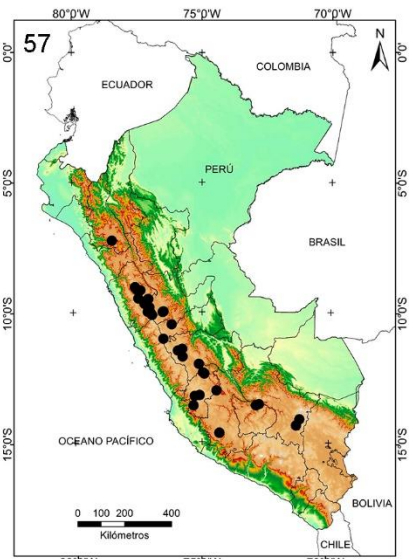 80°0'W 75°0'W 70°0'W
57
N
0°0'
0°0'
COLOMBIA
ECUADOR
PERÚ
5°0'S
5°0'S
BRASIL
10°0'S
10°0'S
OCEANO PACÍFICO
15°0'S
15°0'S
BOLIVIA
0 100 200 400
Kilómetros
CHILE